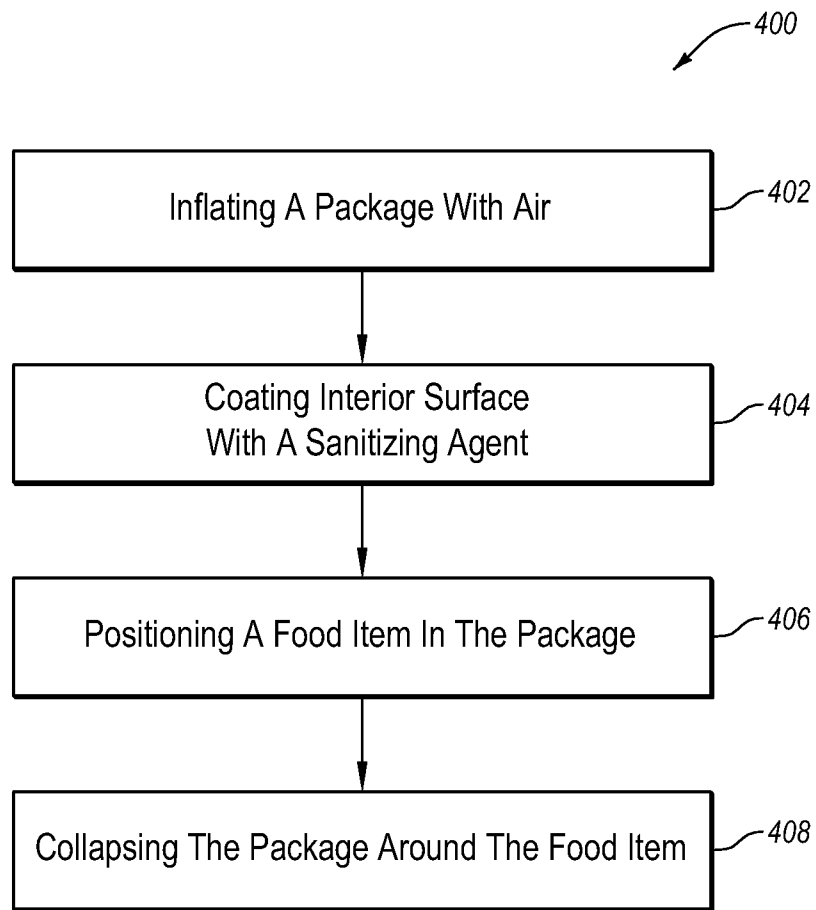 400
Inflating A Package With Air
402
Coating Interior Surface
With A Sanitizing Agent
404
Positioning A Food Item In The Package
406
Collapsing The Package Around The Food Item
408